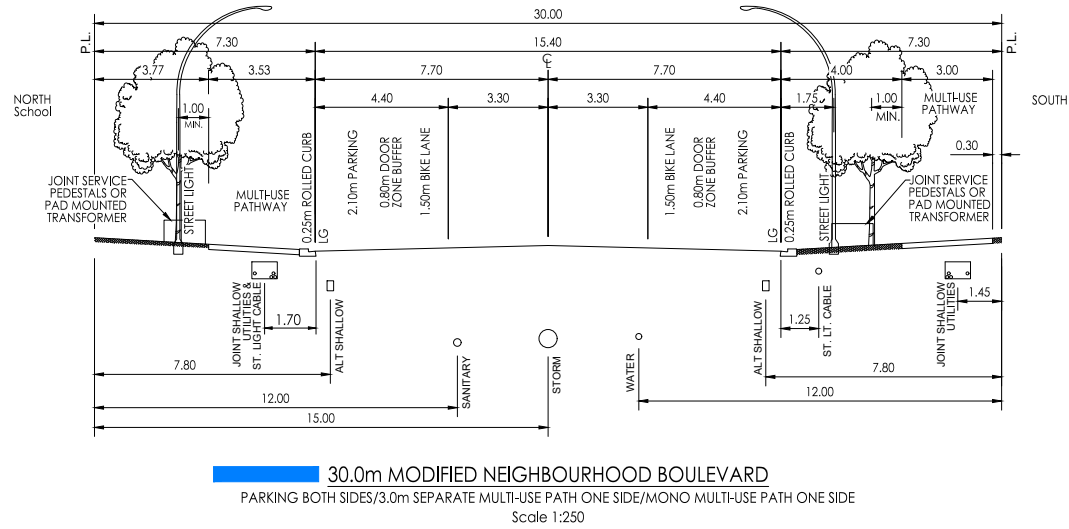 30.00
P.L.
P.L.
7.30
15.40
7.30
℄
3.77
3.53
7.70
7.70
4.00
3.00
NORTH
School
1.00
MIN.
4.40
3.30
3.30
4.40
1.75
1.00
MIN.
MULTI-USE
PATHWAY
SOUTH
0.30
JOINT SERVICE
PEDESTALS OR
PAD MOUNTED
TRANSFORMER
STREET LIGHT
MULTI-USE
PATHWAY
0.25m ROLLED CURB
LG
2.10m PARKING
0.80m DOOR
ZONE BUFFER
1.50m BIKE LANE
1.50m BIKE LANE
0.80m DOOR
ZONE BUFFER
2.10m PARKING
LG
0.25m ROLLED CURB
STREET LIGHT
JOINT SERVICE
PEDESTALS OR
PAD MOUNTED
TRANSFORMER
JOINT SHALLOW
UTILITIES &
ST. LIGHT CABLE
1.70
ALT SHALLOW
SANITARY
STORM
WATER
ALT SHALLOW
1.25
ST. LT. CABLE
JOINT SHALLOW
UTILITIES
1.45
7.80
7.80
12.00
12.00
15.00
30.0m MODIFIED NEIGHBOURHOOD BOULEVARD
PARKING BOTH SIDES/3.0m SEPARATE MULTI-USE PATH ONE SIDE/MONO MULTI-USE PATH ONE SIDE
Scale 1:250